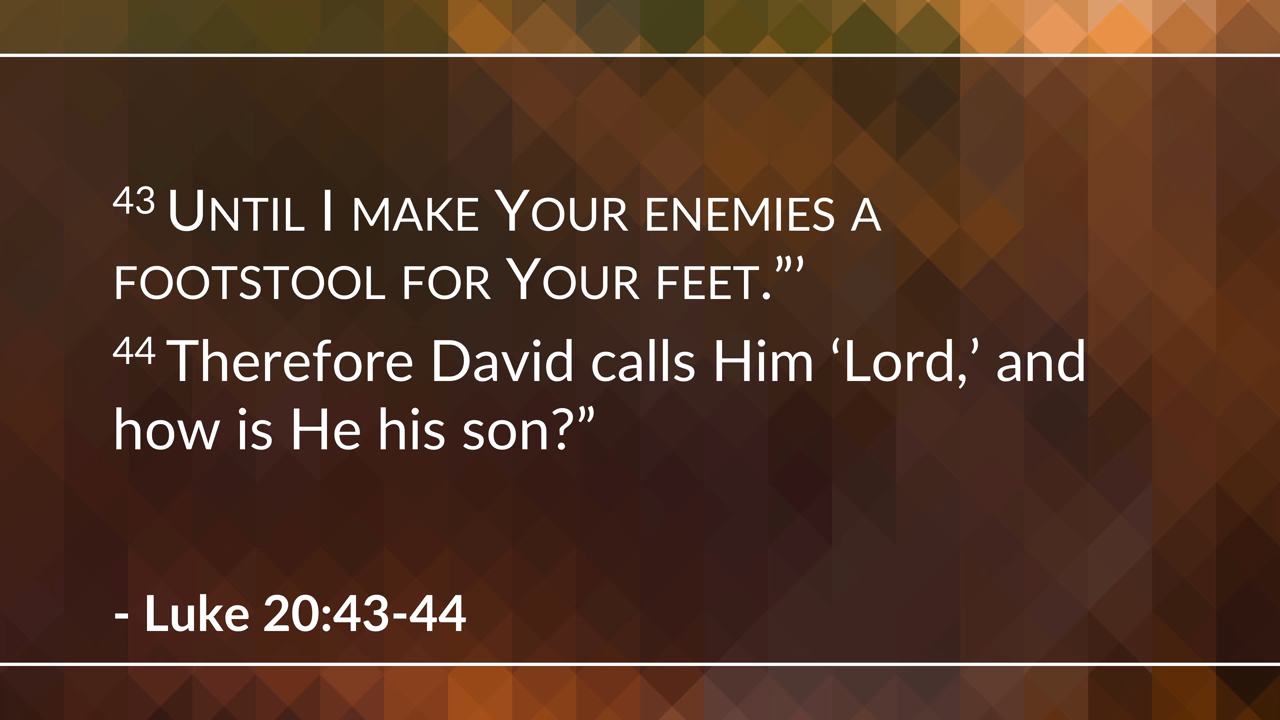 43 UNTIL I MAKE YOUR ENEMIES A
FOOTSTOOL FOR YOUR FEET.”’
44 Therefore David calls Him ‘Lord,’ and
how is He his son?”
- Luke 20:43-44